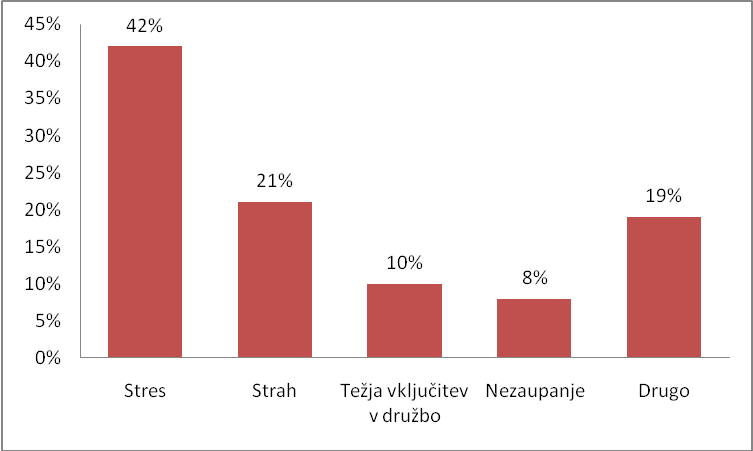 45%
40%
35%
30%
25%
20%
15%
10%
5%
0%
42%
21%
10%
8%
19%
Stres
Strah
Težja vključitev
v družbo
Nezaupanje
Drugo